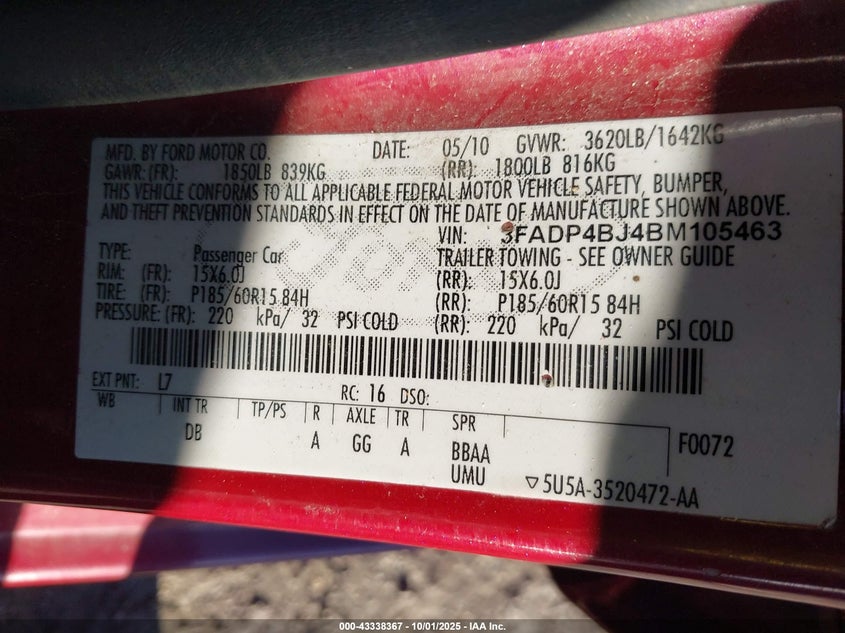 MFD. BY FORD MOTOR CO. DATE: 05/10 GVWR: 3620LB/1642KG
GAWR: (FR): 1850LB 839KG (RR): 1800LB 816KG
THIS VEHICLE CONFORMS TO ALL APPLICABLE FEDERAL MOTOR VEHICLE SAFETY, BUMPER,
AND THEFT PREVENTION STANDARDS IN EFFECT ON THE DATE OF MANUFACTURE SHOWN ABOVE.
VIN: 3FADP4BJ4BM105463
TYPE: Passenger Car TRAILER TOWING - SEE OWNER GUIDE
RIM: (FR): 15X6.0J (RR): 15X6.0J
TIRE: (FR): P185/60R15 84H (RR): P185/60R15 84H
PRESSURE: (FR): 220 kPa/ 32 PSI COLD (RR): 220 kPa/ 32 PSI COLD
EXT PNT: L7 RC: 16 DSO:
WB INT TR TP/PS R AXLE TR SPR
DB A GG A BBAA F0072
UMU ▽5U5A-3520472-AA
000-43338367 - 10/01/2025 - IAA Inc.